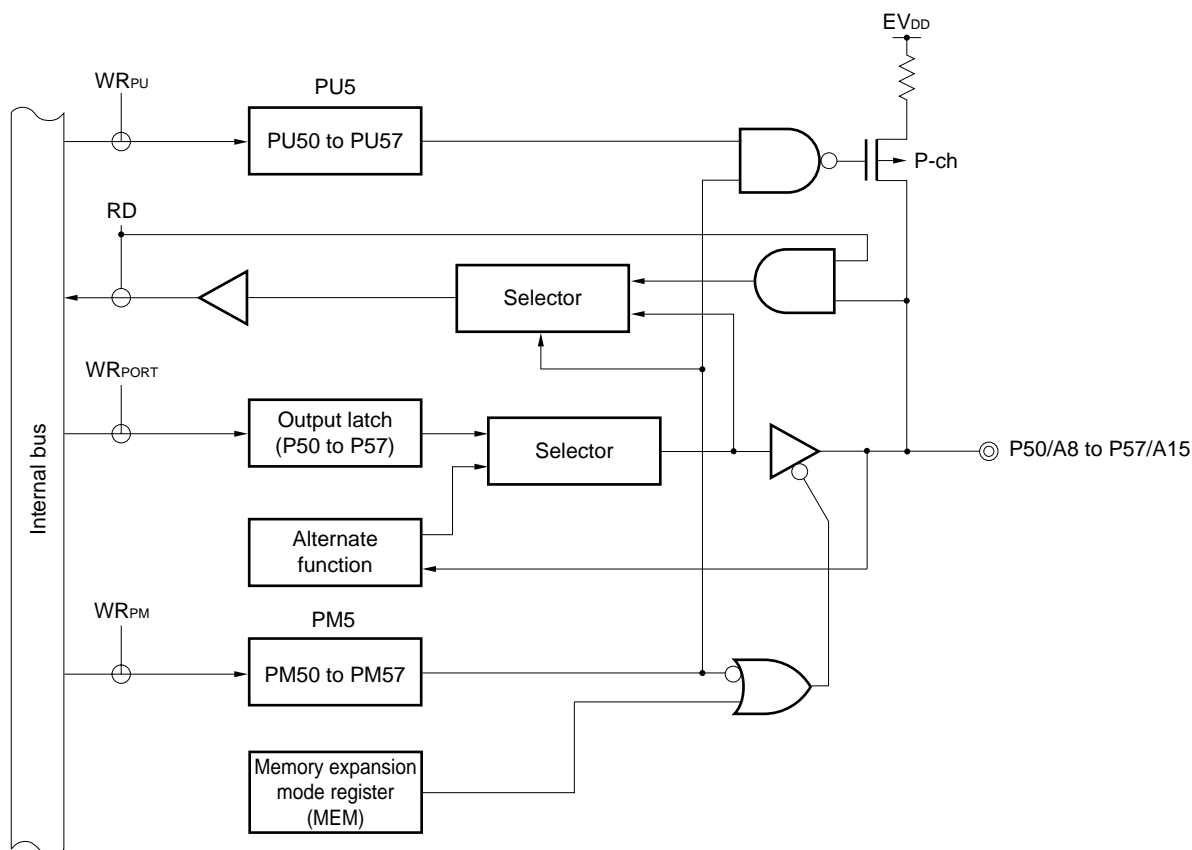 EVDD
WRPU
PU5
PU50 to PU57
P-ch
RD
Selector
WRPORT
Output latch
(P50 to P57)
Selector
P50/A8 to P57/A15
Internal bus
Alternate
function
WRPM
PM5
PM50 to PM57
Memory expansion
mode register
(MEM)